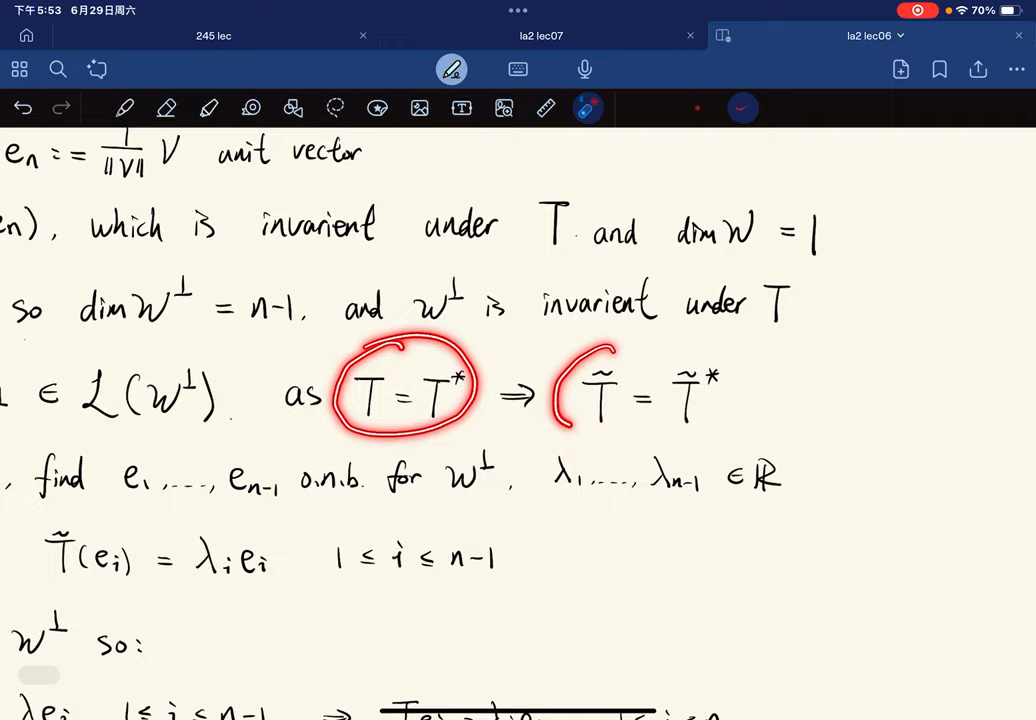 下午5:53 6月29日周六 70%
245 lec la2 lec07 la2 lec06
en := 1/||V|| V unit vector
en), which is invarient under T and dim W = 1
so dim W⊥ = n-1, and W⊥ is invarient under T
∈ L(W⊥). as T = T* ⇒ T̃ = T̃*
, find e1, ...., en-1 o.n.b. for W⊥, λ1, ...., λn-1 ∈ ℝ
T̃(ei) = λiei 1 ≤ i ≤ n-1
W⊥ so:
λei 1 ≤ i ≤ n-1 ⇒